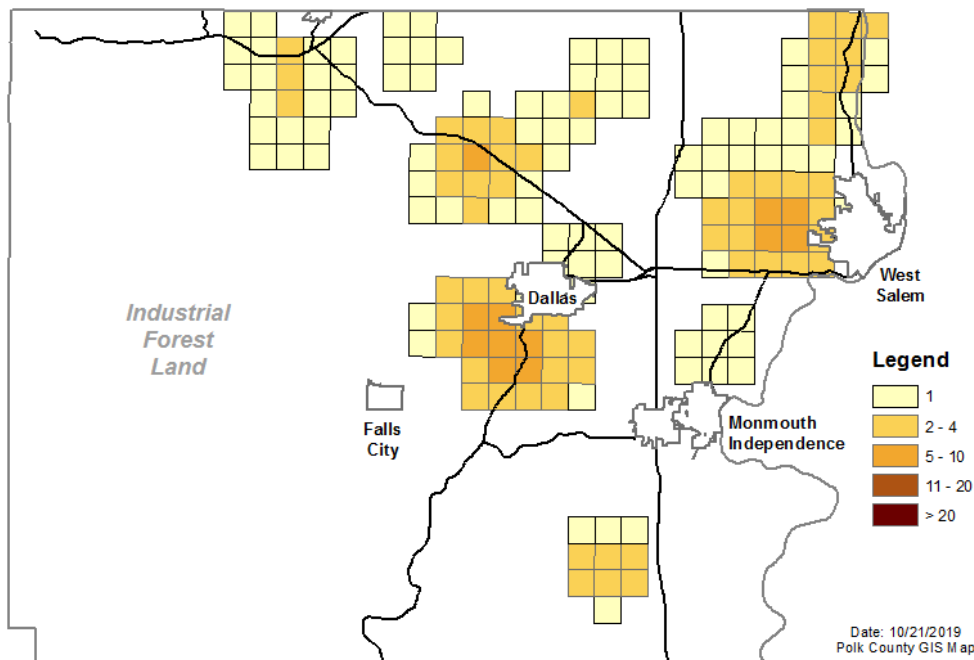 Industrial
Forest
Land
Dallas
Falls
City
West
Salem
Monmouth
Independence
Legend
1
2 - 4
5 - 10
11 - 20
> 20
Date: 10/21/2019
Polk County GIS Map